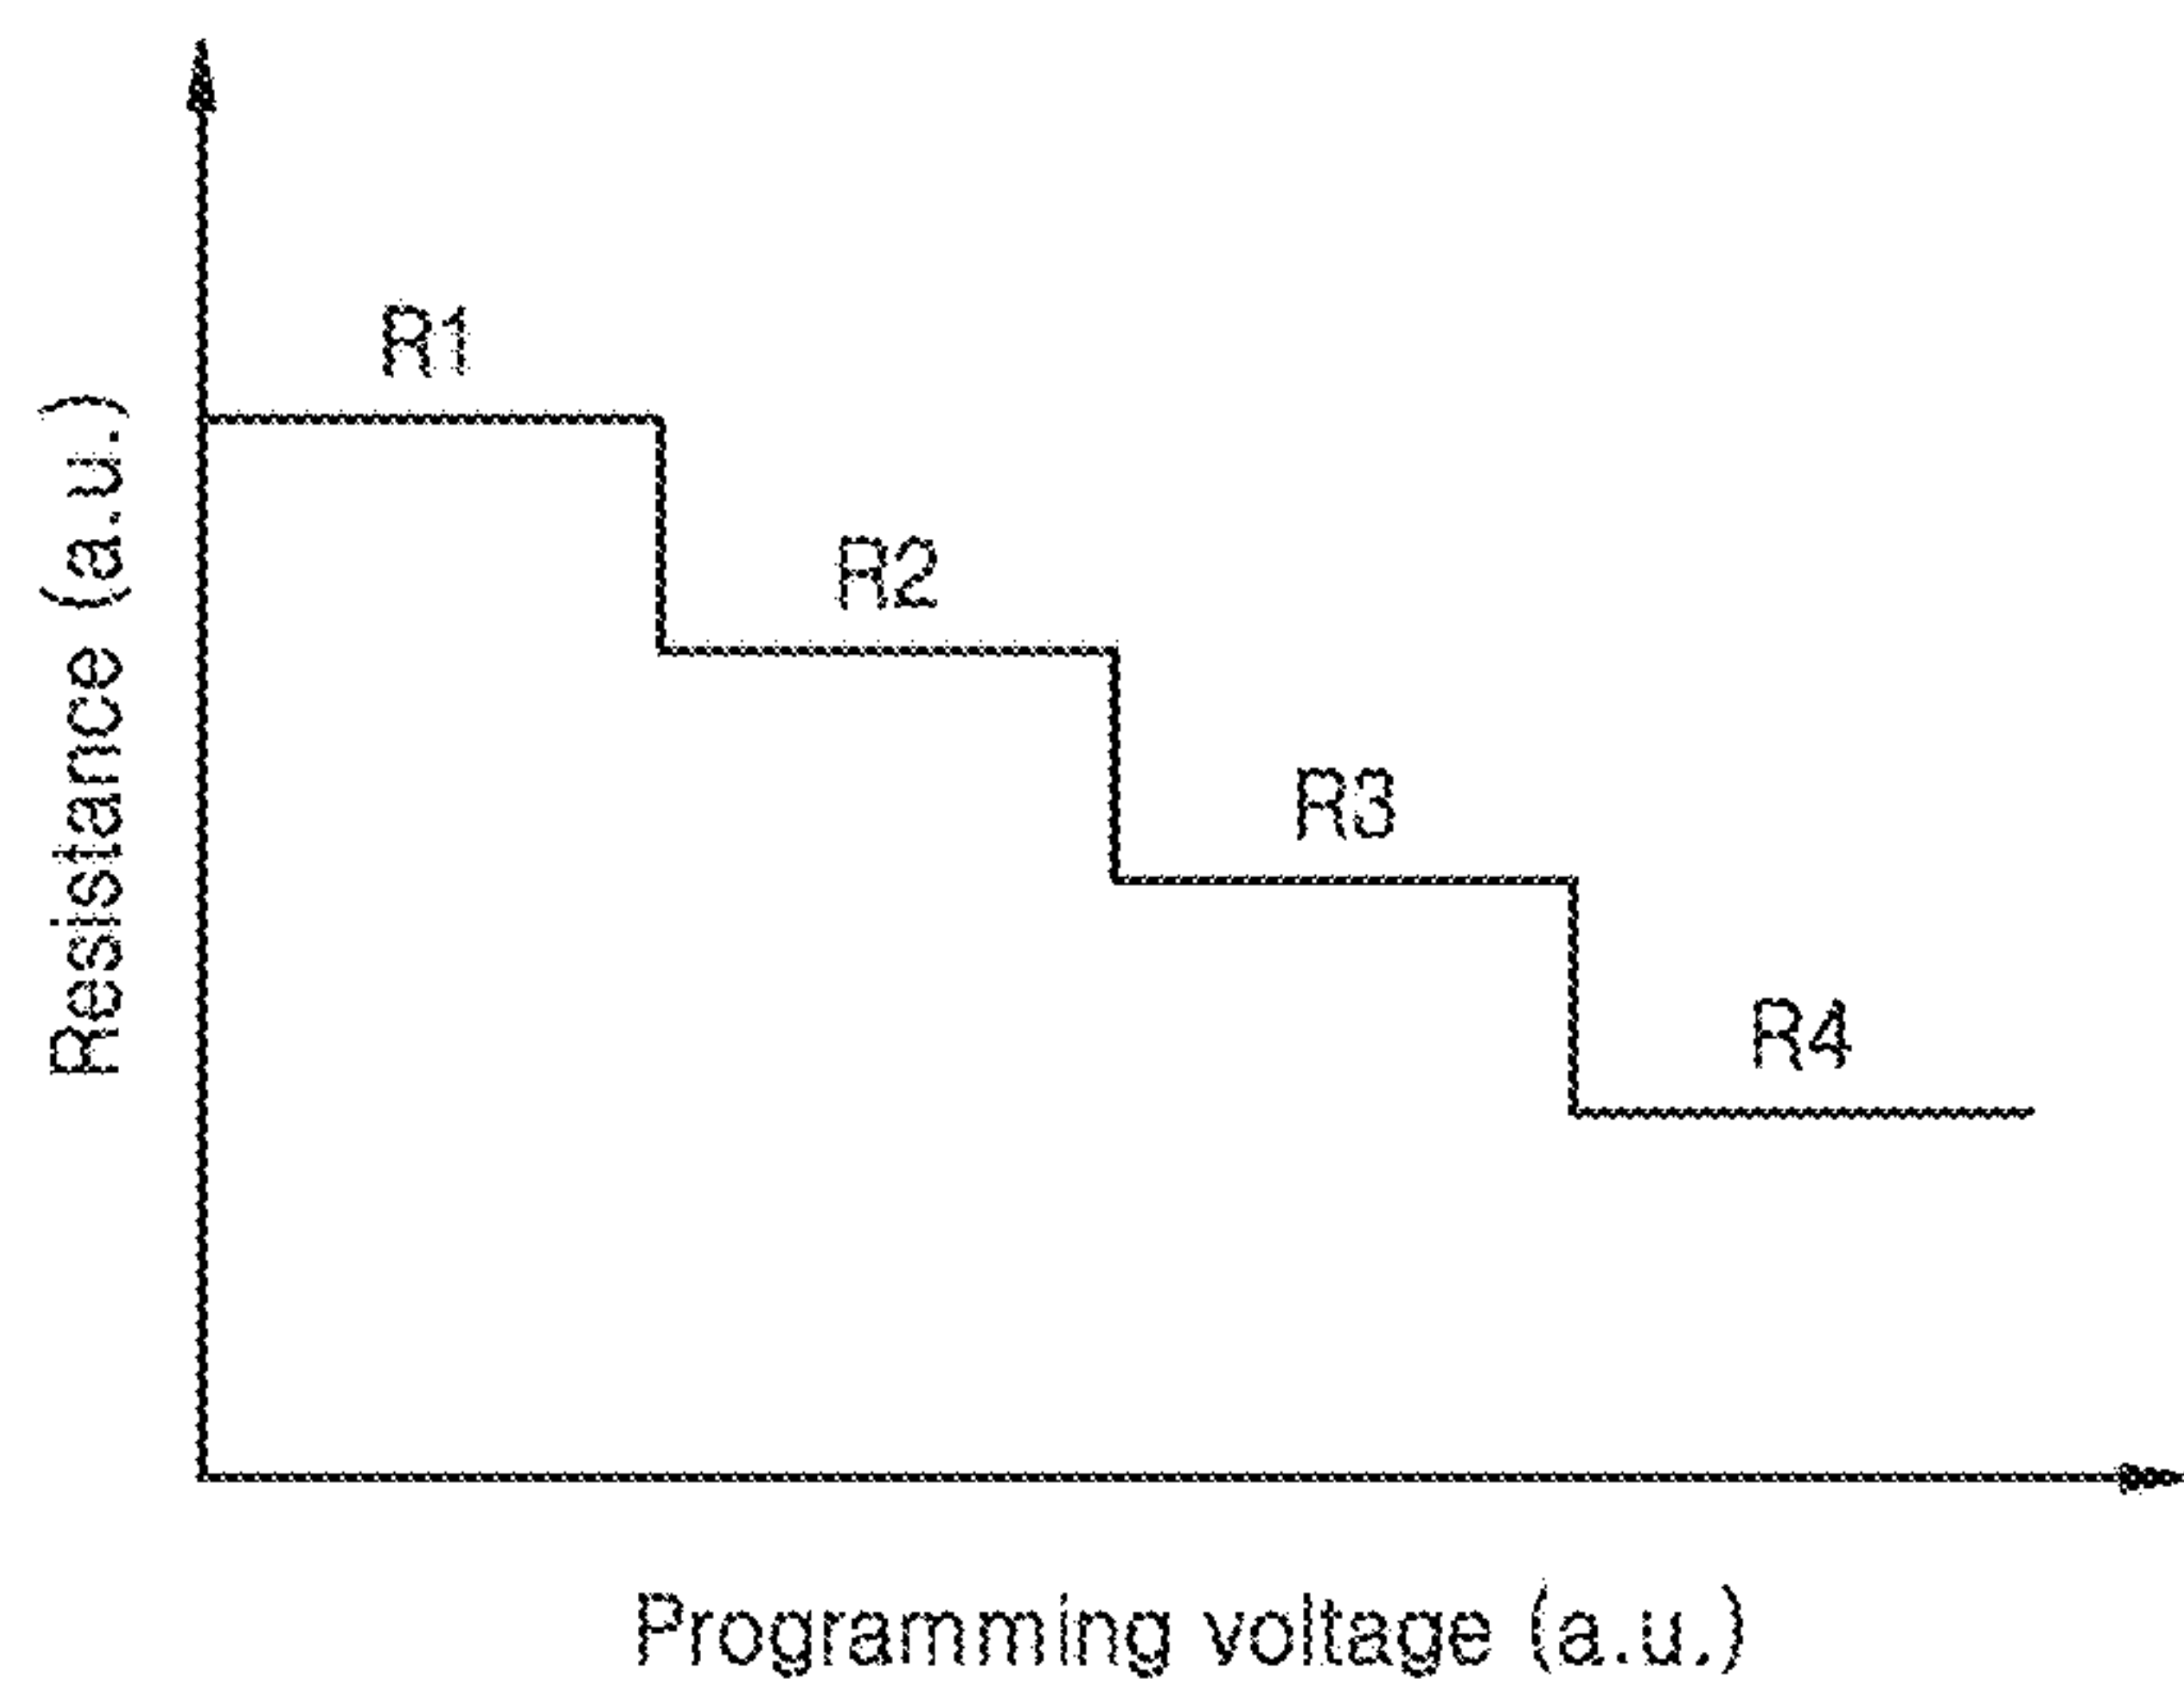 R1
R2
R3
R4
Resistance (a.u.)
Programming voltage (a.u.)